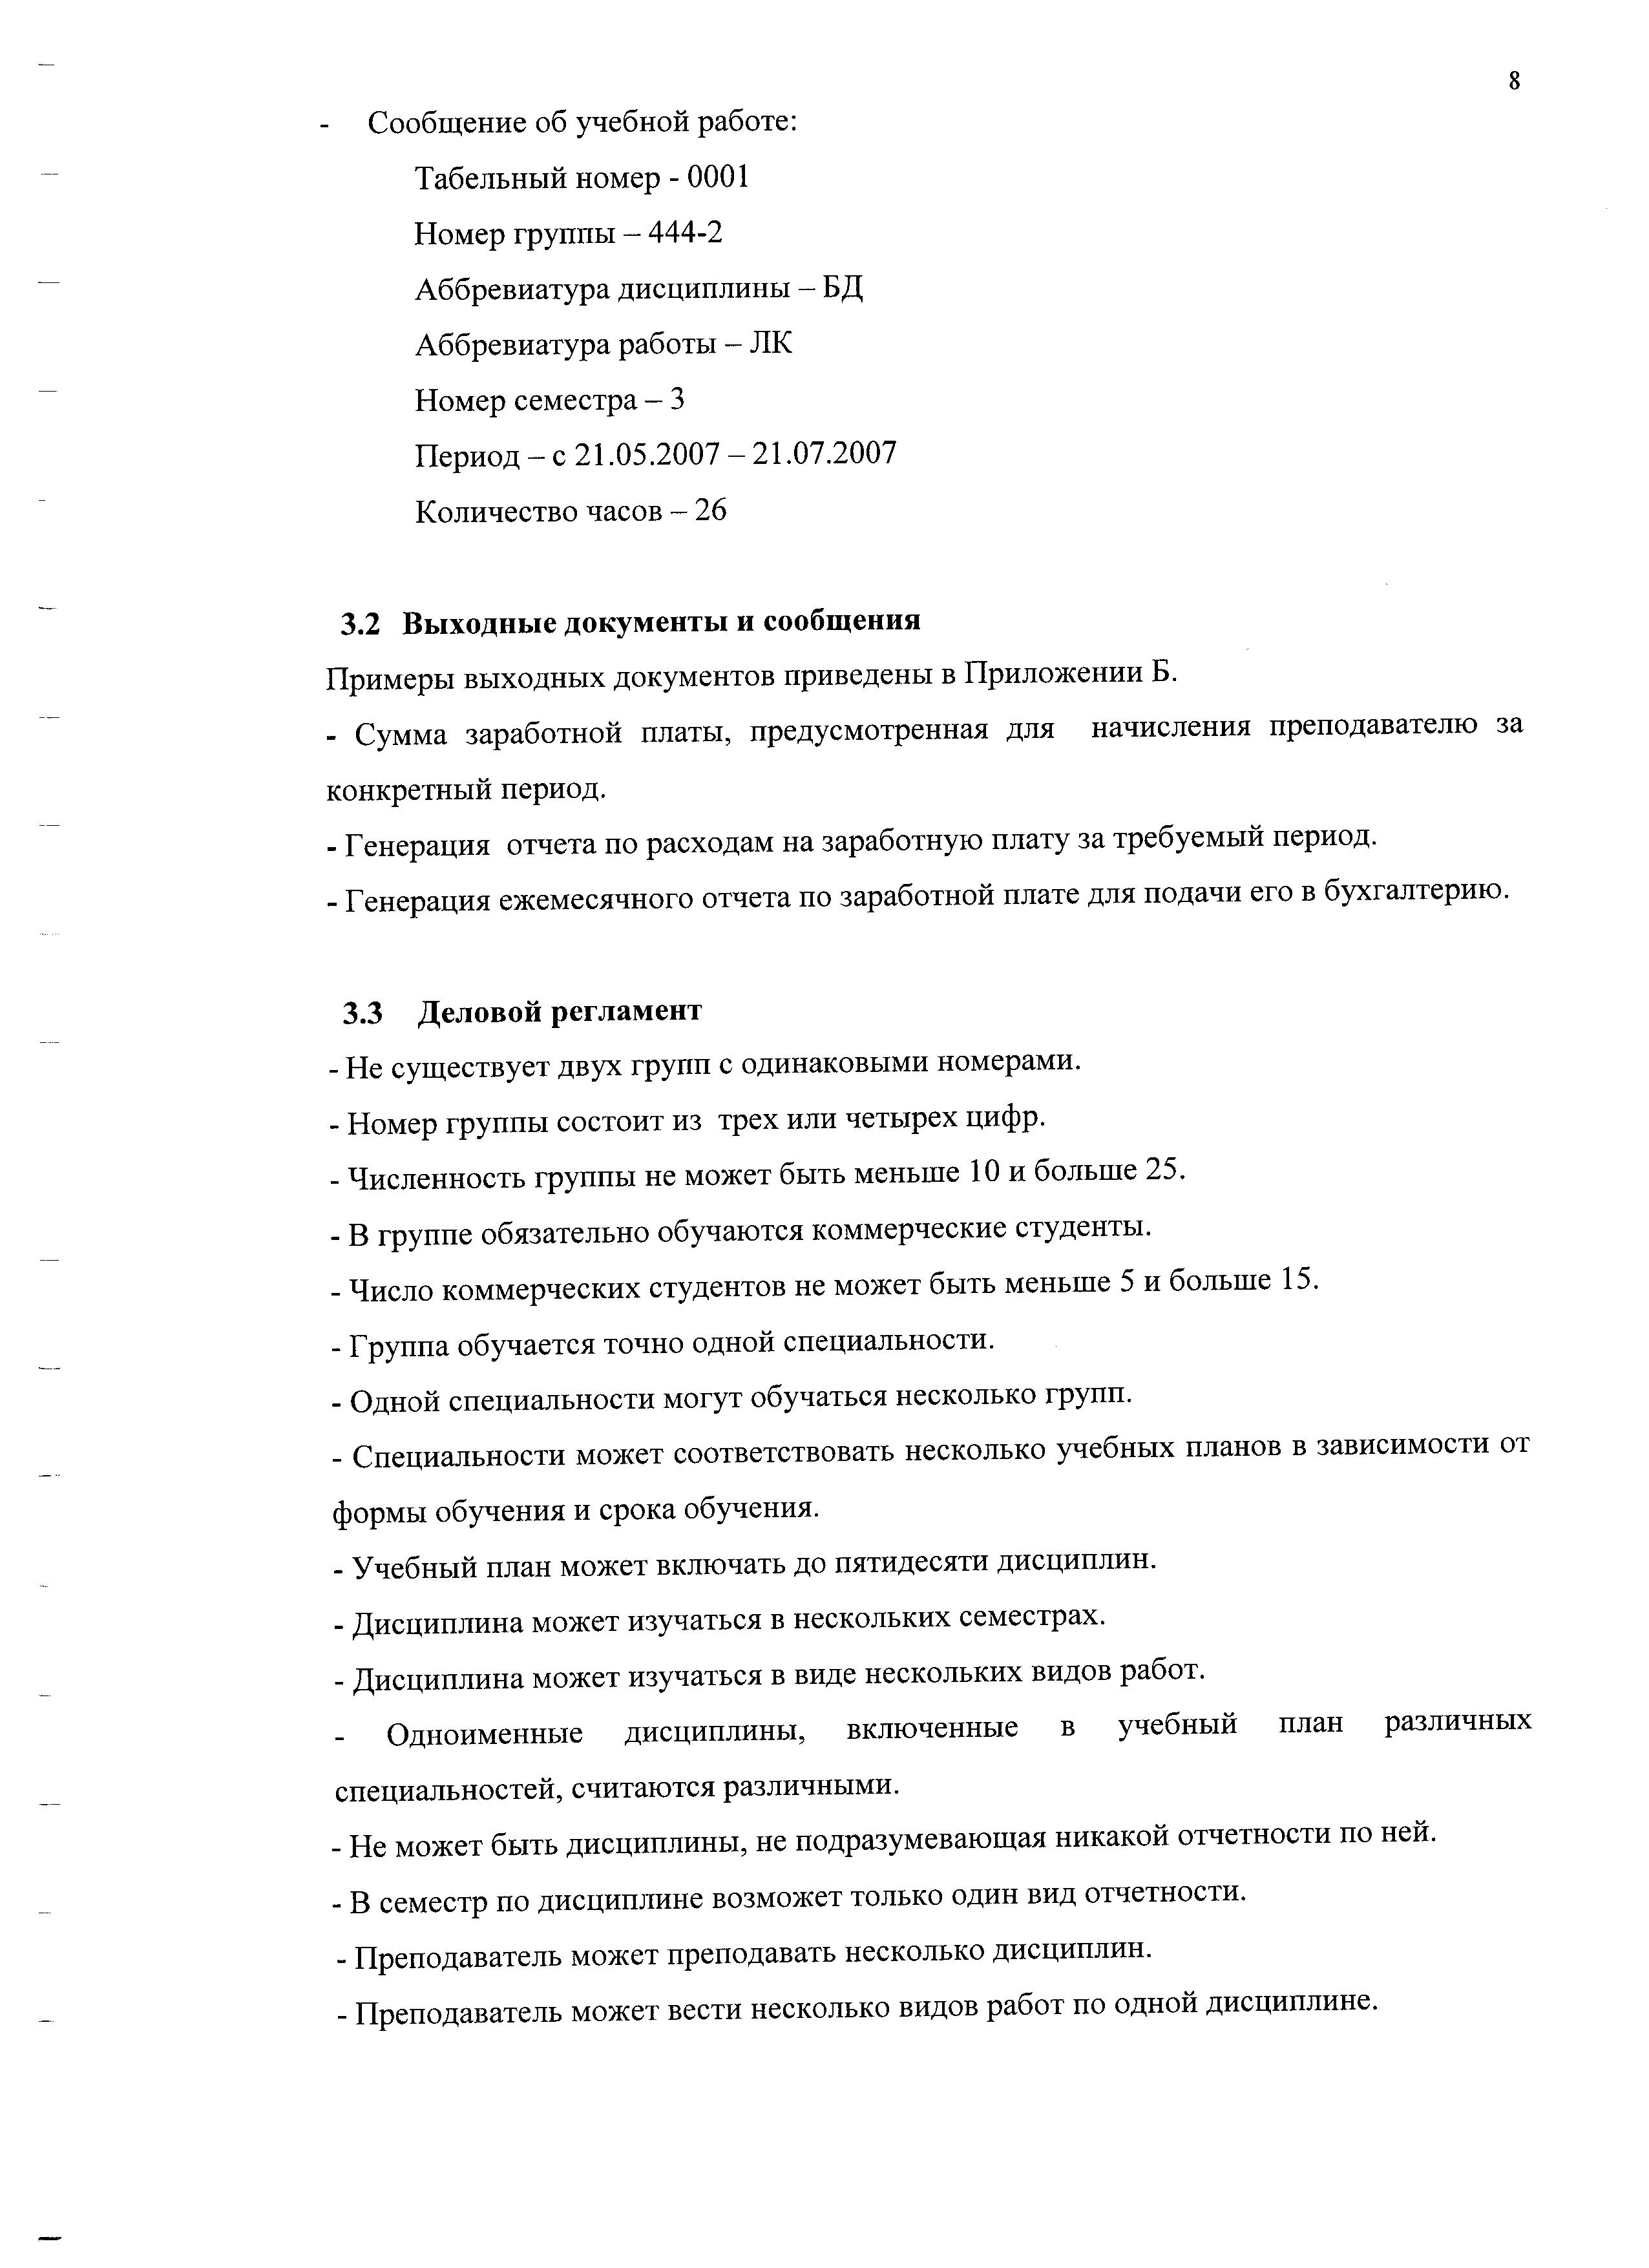 8
- Сообщение об учебной работе:
Табельный номер - 0001
Номер группы – 444-2
Аббревиатура дисциплины – БД
Аббревиатура работы – ЛК
Номер семестра – 3
Период – с 21.05.2007 – 21.07.2007
Количество часов – 26
3.2 Выходные документы и сообщения
Примеры выходных документов приведены в Приложении Б.
- Сумма заработной платы, предусмотренная для начисления преподавателю за
конкретный период.
- Генерация отчета по расходам на заработную плату за требуемый период.
- Генерация ежемесячного отчета по заработной плате для подачи его в бухгалтерию.
3.3 Деловой регламент
- Не существует двух групп с одинаковыми номерами.
- Номер группы состоит из трех или четырех цифр.
- Численность группы не может быть меньше 10 и больше 25.
- В группе обязательно обучаются коммерческие студенты.
- Число коммерческих студентов не может быть меньше 5 и больше 15.
- Группа обучается точно одной специальности.
- Одной специальности могут обучаться несколько групп.
- Специальности может соответствовать несколько учебных планов в зависимости от
формы обучения и срока обучения.
- Учебный план может включать до пятидесяти дисциплин.
- Дисциплина может изучаться в нескольких семестрах.
- Дисциплина может изучаться в виде нескольких видов работ.
- Одноименные дисциплины, включенные в учебный план различных
специальностей, считаются различными.
- Не может быть дисциплины, не подразумевающая никакой отчетности по ней.
- В семестр по дисциплине возможет только один вид отчетности.
- Преподаватель может преподавать несколько дисциплин.
- Преподаватель может вести несколько видов работ по одной дисциплине.